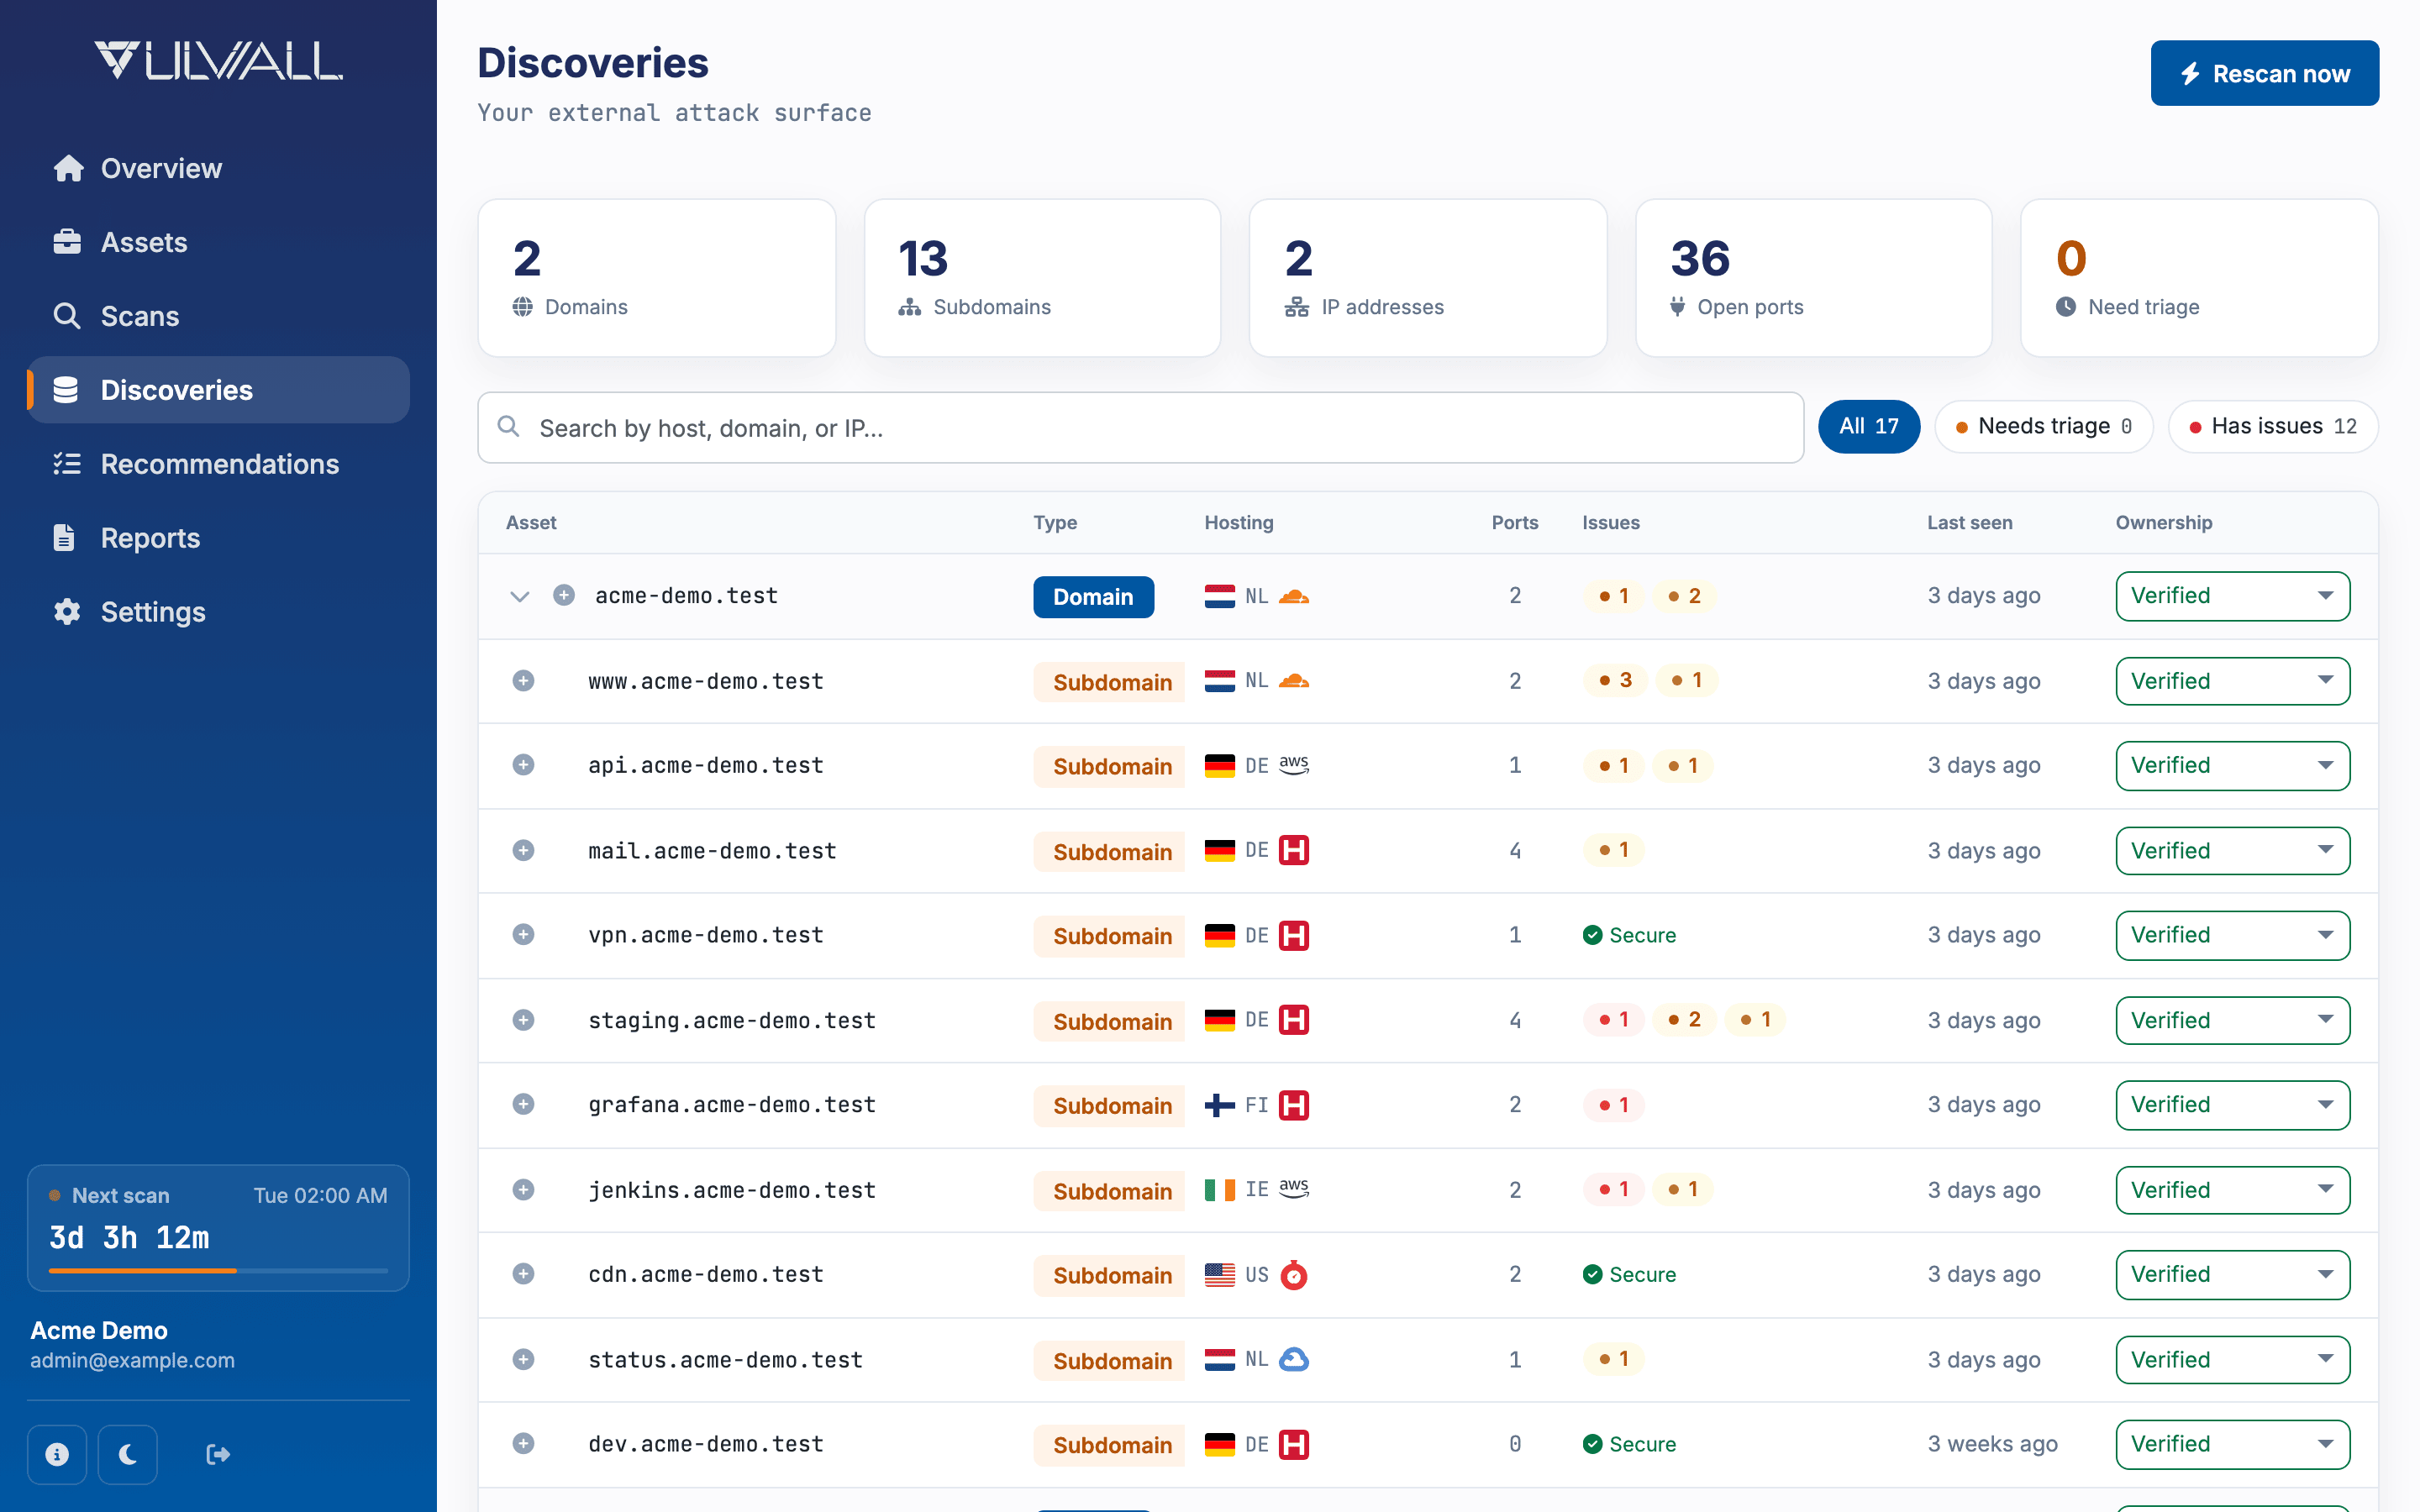 VULVALL
Overview
Assets
Scans
Discoveries
Recommendations
Reports
Settings
Next scan Tue 02:00 AM
3d 3h 12m
Acme Demo
admin@example.com
Discoveries
Your external attack surface
Rescan now
2
Domains
13
Subdomains
2
IP addresses
36
Open ports
0
Need triage
Search by host, domain, or IP...
All 17
Needs triage 0
Has issues 12
Asset Type Hosting Ports Issues Last seen Ownership
acme-demo.test Domain NL 2 1 2 3 days ago Verified
www.acme-demo.test Subdomain NL 2 3 1 3 days ago Verified
api.acme-demo.test Subdomain DE aws 1 1 1 3 days ago Verified
mail.acme-demo.test Subdomain DE H 4 1 3 days ago Verified
vpn.acme-demo.test Subdomain DE H 1 Secure 3 days ago Verified
staging.acme-demo.test Subdomain DE H 4 1 2 1 3 days ago Verified
grafana.acme-demo.test Subdomain FI H 2 1 3 days ago Verified
jenkins.acme-demo.test Subdomain IE aws 2 1 1 3 days ago Verified
cdn.acme-demo.test Subdomain US 2 Secure 3 days ago Verified
status.acme-demo.test Subdomain NL 1 1 3 days ago Verified
dev.acme-demo.test Subdomain DE H 0 Secure 3 weeks ago Verified